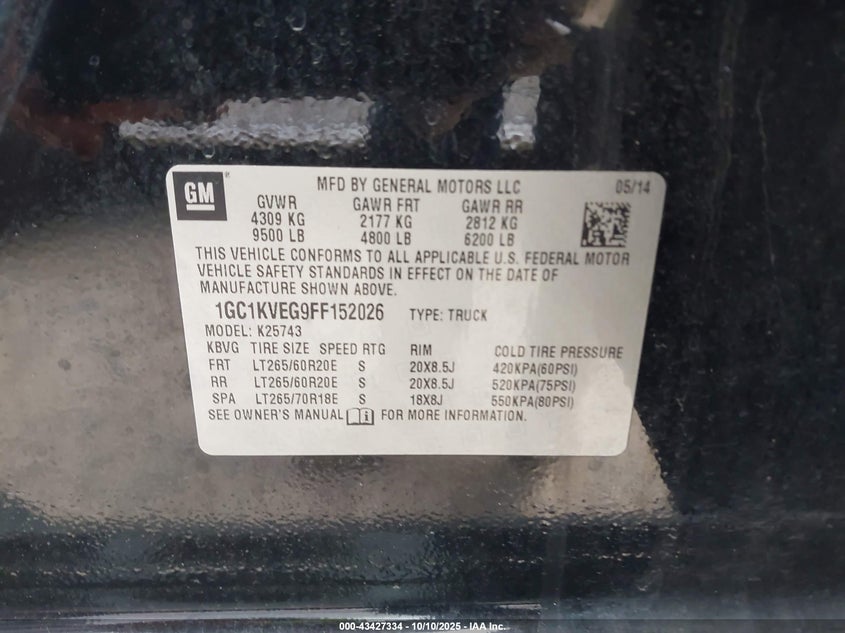 GM
MFD BY GENERAL MOTORS LLC 05/14
GVWR GAWR FRT GAWR RR
4309 KG 2177 KG 2812 KG
9500 LB 4800 LB 6200 LB
THIS VEHICLE CONFORMS TO ALL APPLICABLE U.S. FEDERAL MOTOR
VEHICLE SAFETY STANDARDS IN EFFECT ON THE DATE OF
MANUFACTURE SHOWN ABOVE.
1GC1KVEG9FF152026 TYPE: TRUCK
MODEL: K25743
KBVG TIRE SIZE SPEED RTG RIM COLD TIRE PRESSURE
FRT LT265/60R20E S 20X8.5J 420KPA(60PSI)
RR LT265/60R20E S 20X8.5J 520KPA(75PSI)
SPA LT265/70R18E S 18X8J 550KPA(80PSI)
SEE OWNER'S MANUAL i FOR MORE INFORMATION.
000-43427334 - 10/10/2025 - IAA Inc.